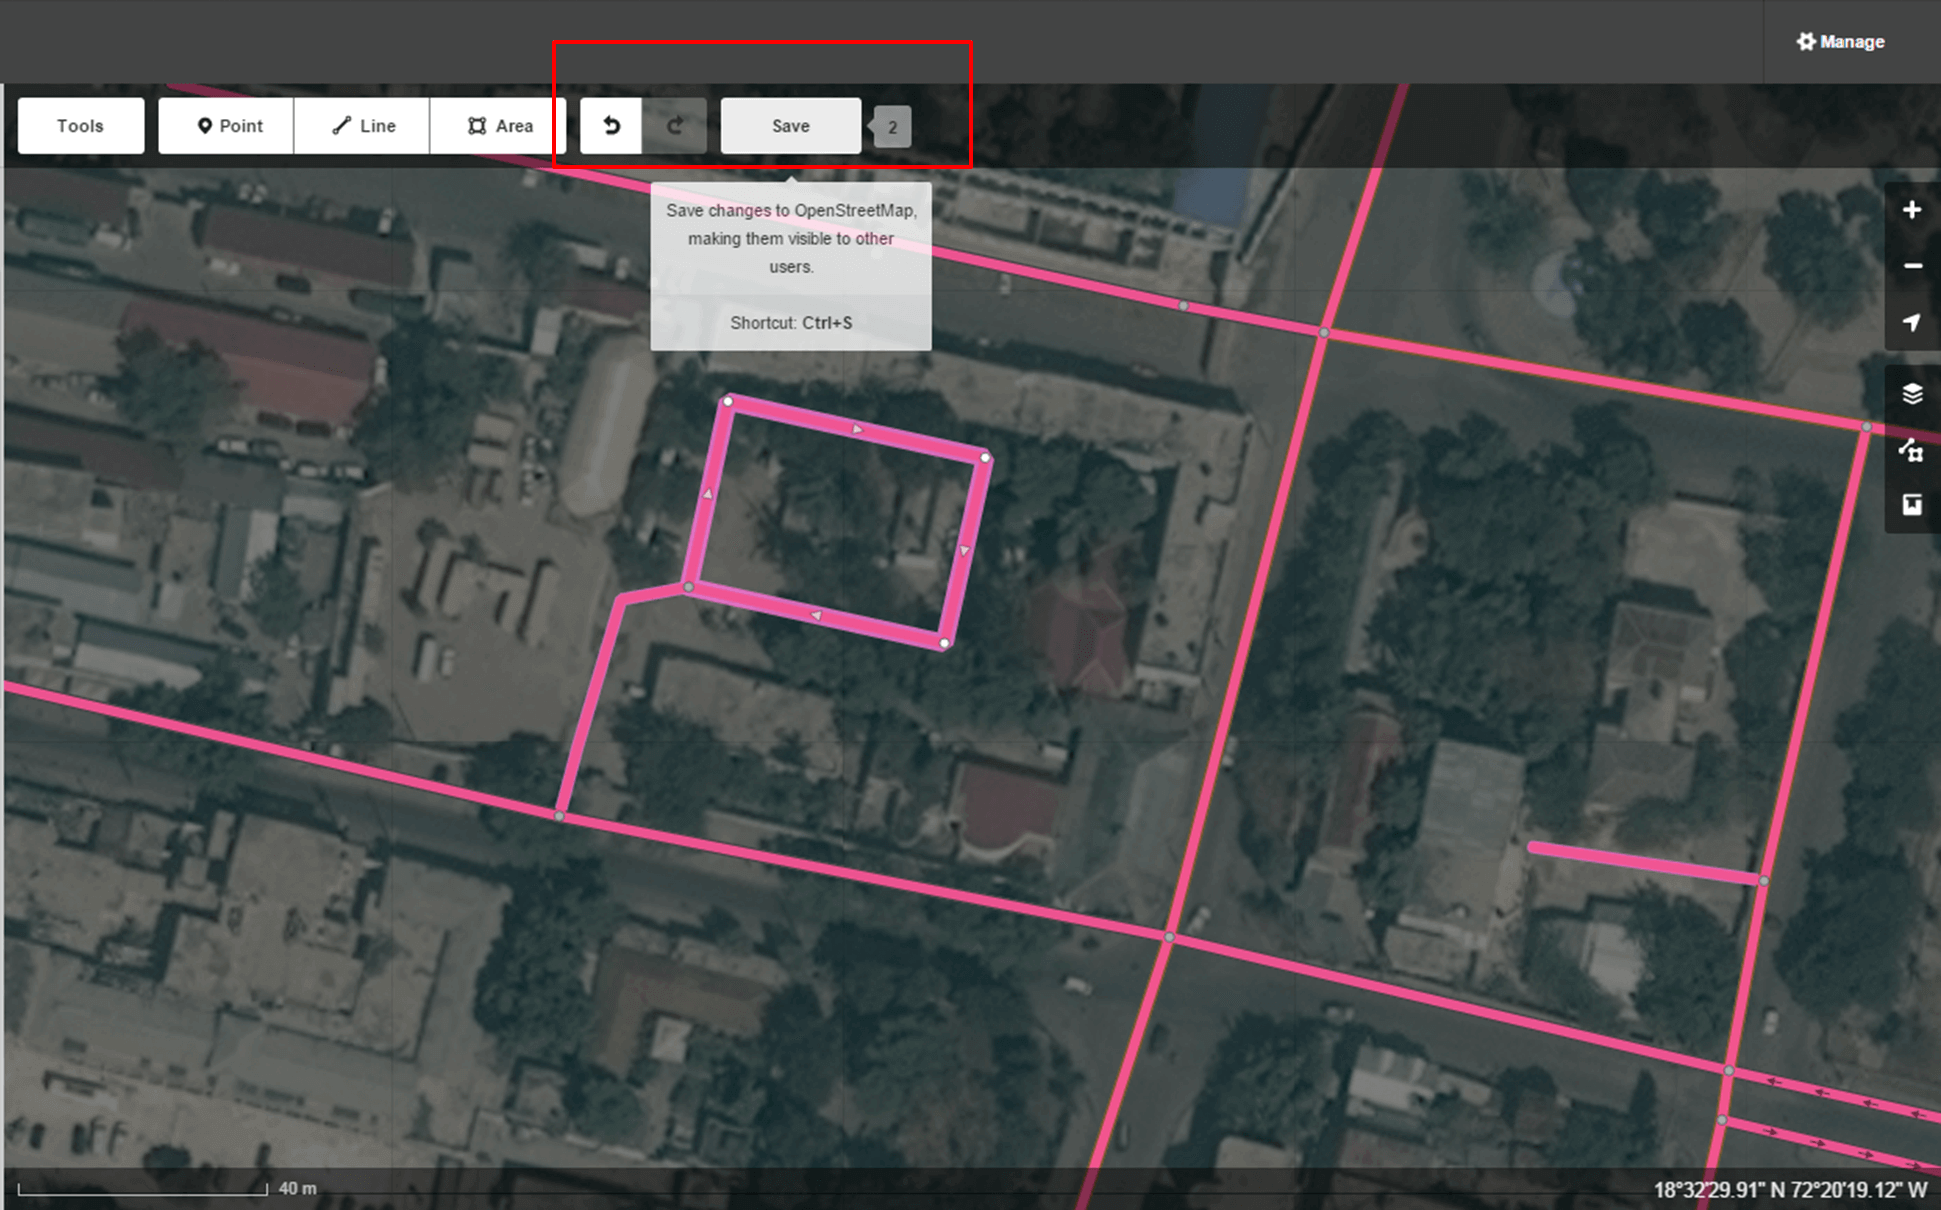 Manage
Tools
Point
Line
Area
Save
2
Save changes to OpenStreetMap,
making them visible to other
users.
Shortcut: Ctrl+S
40 m
18°32'29.91" N 72°20'19.12" W